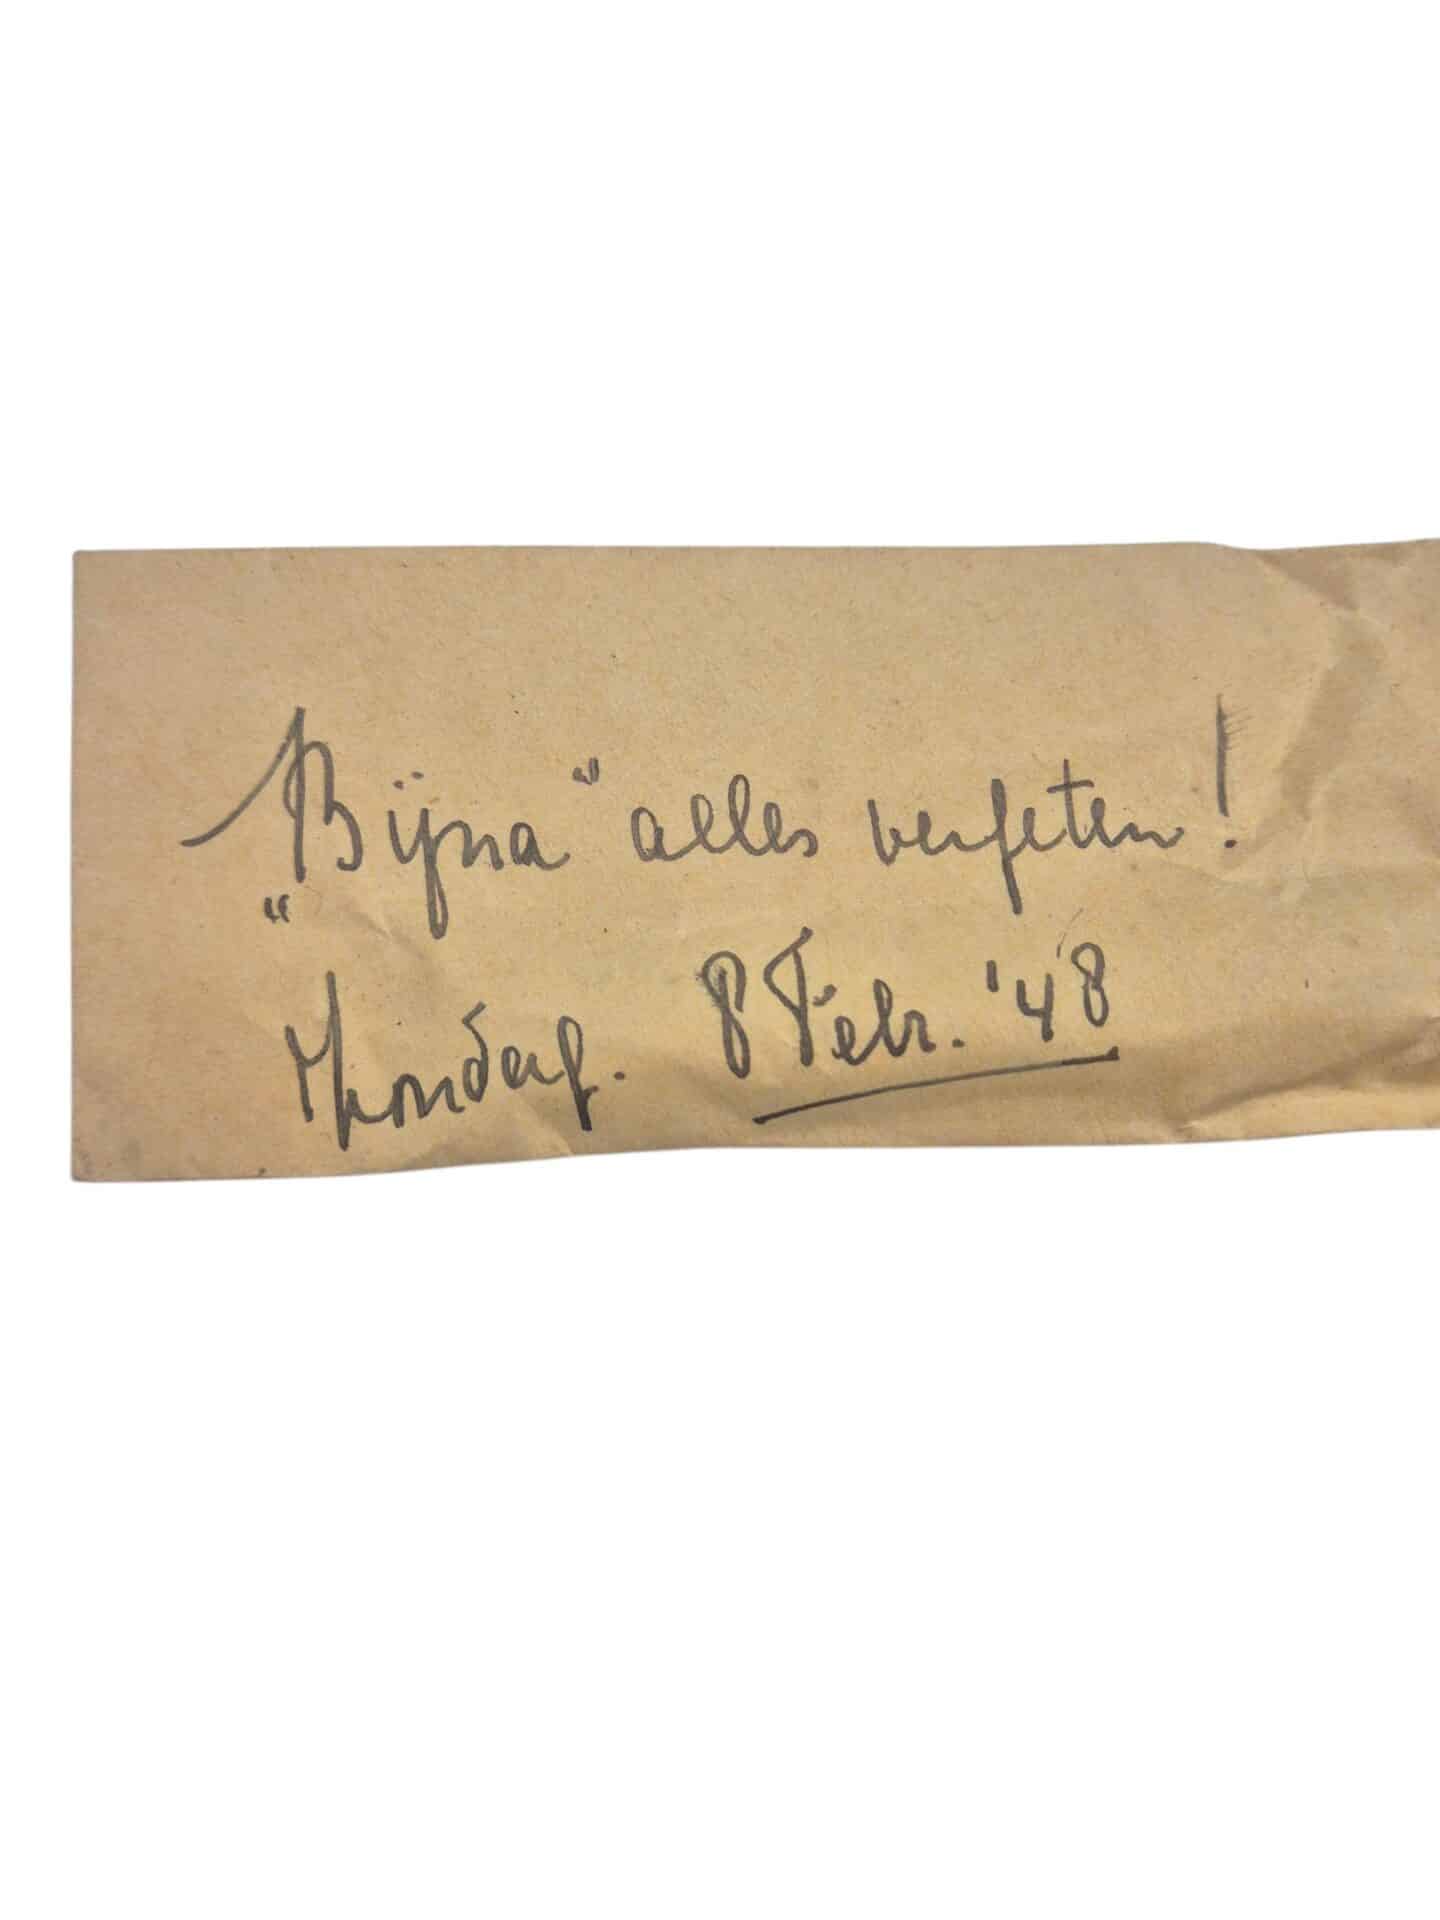 „Bijna" alles vergeten!
Zondag. 8 Febr. '48